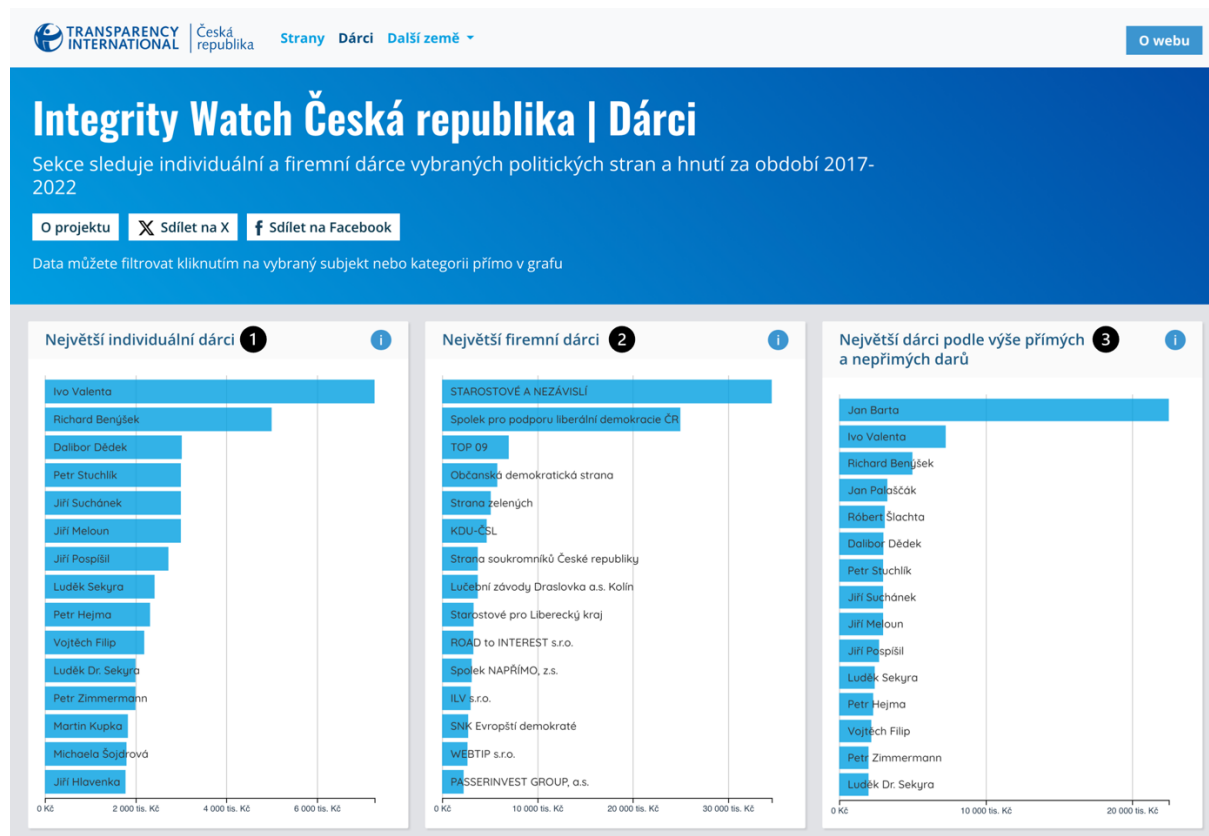 TRANSPARENCY
INTERNATIONAL
Česká
republika
Strany Dárci Další země
O webu
Integrity Watch Česká republika | Dárci
Sekce sleduje individuální a firemní dárce vybraných politických stran a hnutí za období 2017-
2022
O projektu
Sdílet na X
Sdílet na Facebook
Data můžete filtrovat kliknutím na vybraný subjekt nebo kategorii přímo v grafu
Největší individuální dárci 1 i
Ivo Valenta
Richard Benýšek
Dalibor Dědek
Petr Stuchlík
Jiří Suchánek
Jiří Meloun
Jiří Pospíšil
Luděk Sekyra
Petr Hejma
Vojtěch Filip
Luděk Dr. Sekyra
Petr Zimmermann
Martin Kupka
Michaela Šojdrová
Jiří Hlavenka
0 Kč 2 000 tis. Kč 4 000 tis. Kč 6 000 tis. Kč
Největší firemní dárci 2 i
STAROSTOVÉ A NEZÁVISLÍ
Spolek pro podporu liberální demokracie ČR
TOP 09
Občanská demokratická strana
Strana zelených
KDU-ČSL
Strana soukromníků České republiky
Lučební závody Draslovka a.s. Kolín
Starostové pro Liberecký kraj
ROAD to INTEREST s.r.o.
Spolek NAPŘÍMO, z.s.
ILV s.r.o.
SNK Evropští demokraté
WEBTIP s.r.o.
PASSERINVEST GROUP, a.s.
0 Kč 10 000 tis. Kč 20 000 tis. Kč 30 000 tis. Kč
Největší dárci podle výše přímých 3 i
a nepřímých darů
Jan Barta
Ivo Valenta
Richard Benýšek
Jan Palaščák
Róbert Šlachta
Dalibor Dědek
Petr Stuchlík
Jiří Suchánek
Jiří Meloun
Jiří Pospíšil
Luděk Sekyra
Petr Hejma
Vojtěch Filip
Petr Zimmermann
Luděk Dr. Sekyra
0 Kč 10 000 tis. Kč 20 000 tis. Kč